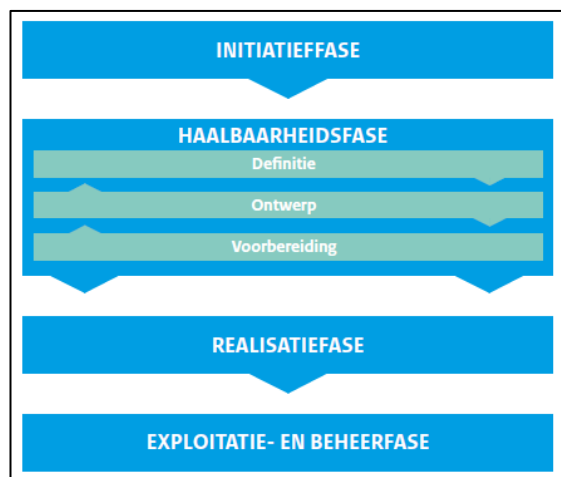 INITIATIEFFASE
HAALBAARHEIDSFASE
Definitie
Ontwerp
Voorbereiding
REALISATIEFASE
EXPLOITATIE- EN BEHEERFASE